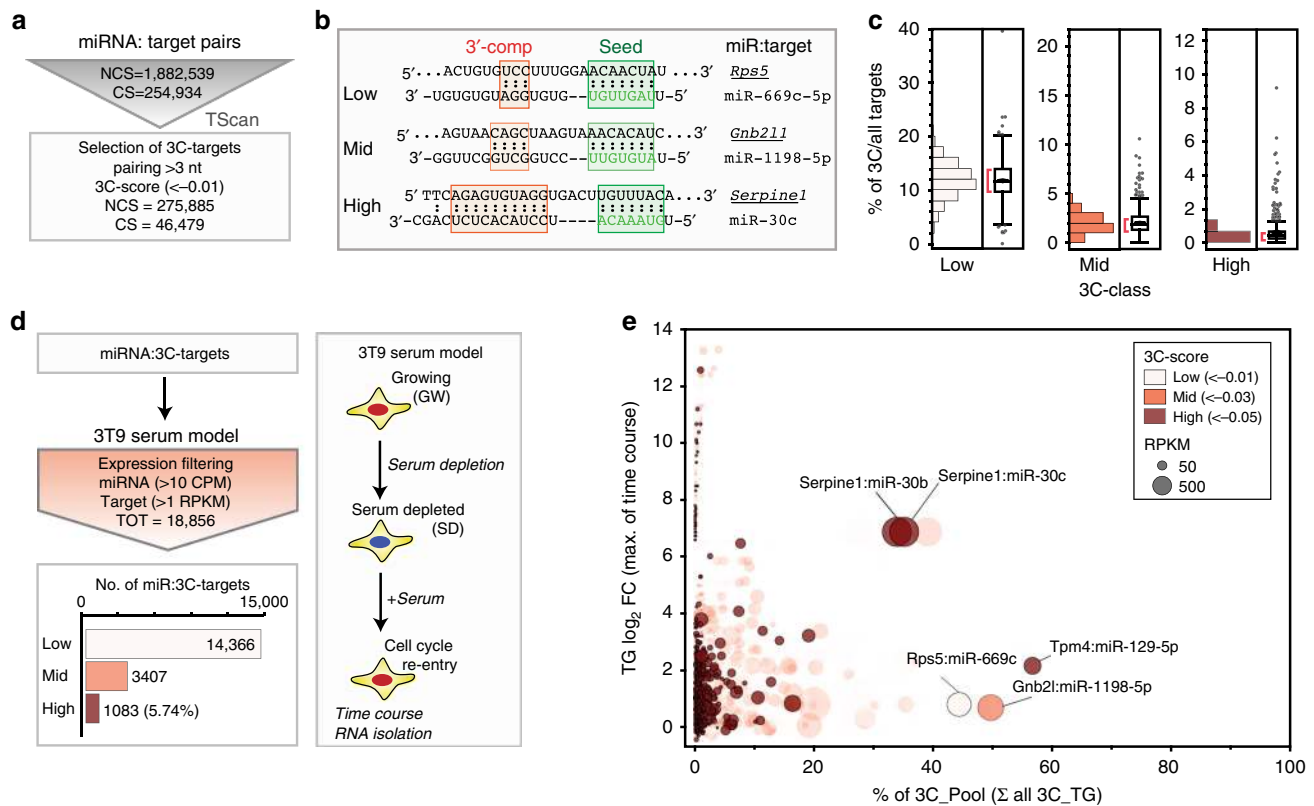 a
miRNA: target pairs
NCS=1,882,539
CS=254,934
TScan
Selection of 3C-targets
pairing >3 nt
3C-score (<–0.01)
NCS = 275,885
CS = 46,479
b
3′-comp Seed miR:target
Low
5′...ACUGUGUCCUUUGGAACAACUAU ...3′ Rps5
3′ -UGUGUGUAGGUGUG--UGUUGAUU-5′ miR-669c-5p
Mid
5′ ...AGUAACAGCUAAGUAAACACAUC...3′ Gnb2l1
3′ -GGUUCGGUCGGUCC--UUGUGUAU-5′ miR-1198-5p
High
5′ TTCAGAGUGUAGGUGACUUGUUUACA...3′ Serpine1
3′-CGACUCUCACAUCCU----ACAAAUGU-5′ miR-30c
c
% of 3C/all targets
40
30
20
10
0
Low
20
15
10
5
0
Mid
12
10
8
6
4
2
0
High
3C-class
d
miRNA:3C-targets
3T9 serum model
Expression filtering
miRNA (>10 CPM)
Target (>1 RPKM)
TOT = 18,856
No. of miR:3C-targets
0 15,000
Low 14,366
Mid 3407
High 1083 (5.74%)
3T9 serum model
Growing
(GW)
Serum depletion
Serum depleted
(SD)
+Serum
Cell cycle
re-entry
Time course
RNA isolation
e
TG log2 FC (max. of time course)
14
12
10
8
6
4
2
0
3C-score
Low (<–0.01)
Mid (<–0.03)
High (<–0.05)
RPKM
50
500
Serpine1:miR-30b
Serpine1:miR-30c
Tpm4:miR-129-5p
Rps5:miR-669c
Gnb2l:miR-1198-5p
0 20 40 60 80 100
% of 3C_Pool (Σ all 3C_TG)